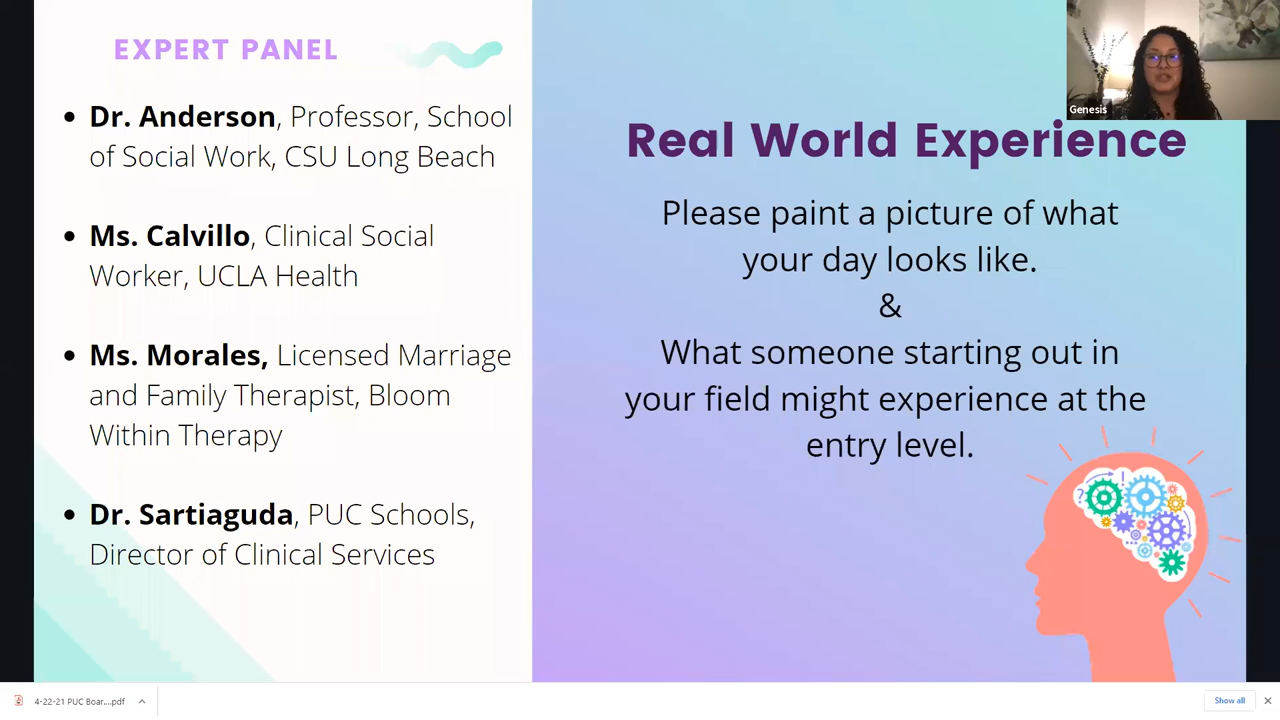 EXPERT PANEL
• Dr. Anderson, Professor, School
of Social Work, CSU Long Beach
• Ms. Calvillo, Clinical Social
Worker, UCLA Health
• Ms. Morales, Licensed Marriage
and Family Therapist, Bloom
Within Therapy
• Dr. Sartiaguda, PUC Schools,
Director of Clinical Services
Genesis
Real World Experience
Please paint a picture of what
your day looks like.
&
What someone starting out in
your field might experience at the
entry level.
? !
4-22-21 PUC Boar....pdf
Show all